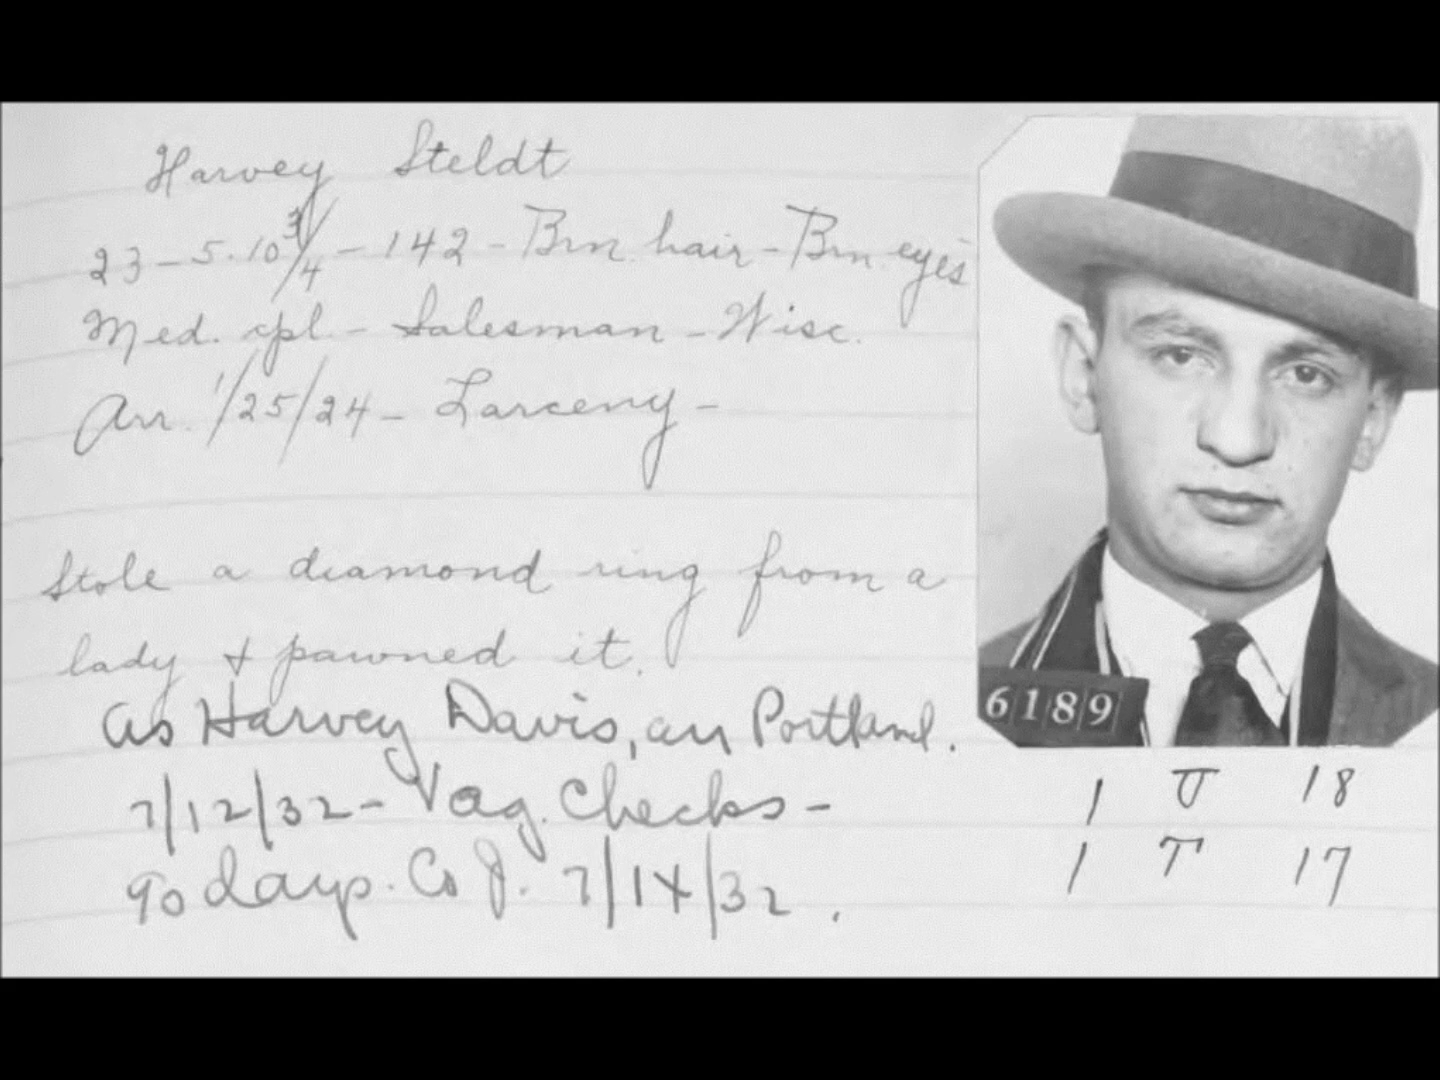 Harvey Steldt
23 - 5.10 3/4 - 142 - Brn. hair - Brn. eyes
Med. cpl. - Salesman - Wisc.
Arr. 1/25/24 - Larceny -
Stole a diamond ring from a
lady & pawned it.
As Harvey Davis, arr Portland.
7/12/32 - Vag. Checks -
90 days. Co J. 7/14/32.
6189
1 U 18
1 T 17